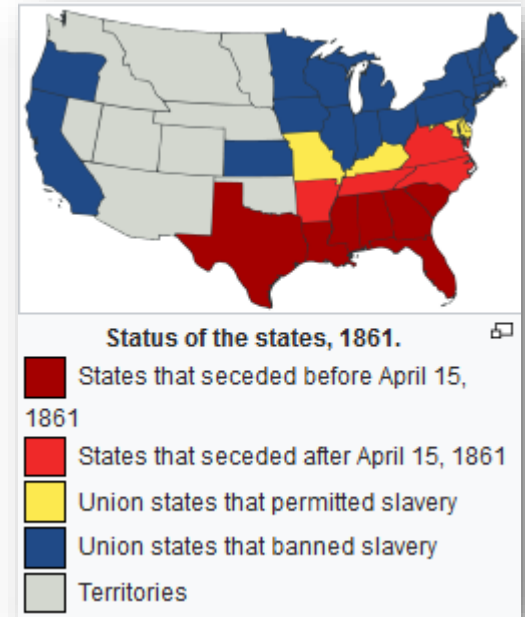 Status of the states, 1861.
States that seceded before April 15,
1861
States that seceded after April 15, 1861
Union states that permitted slavery
Union states that banned slavery
Territories